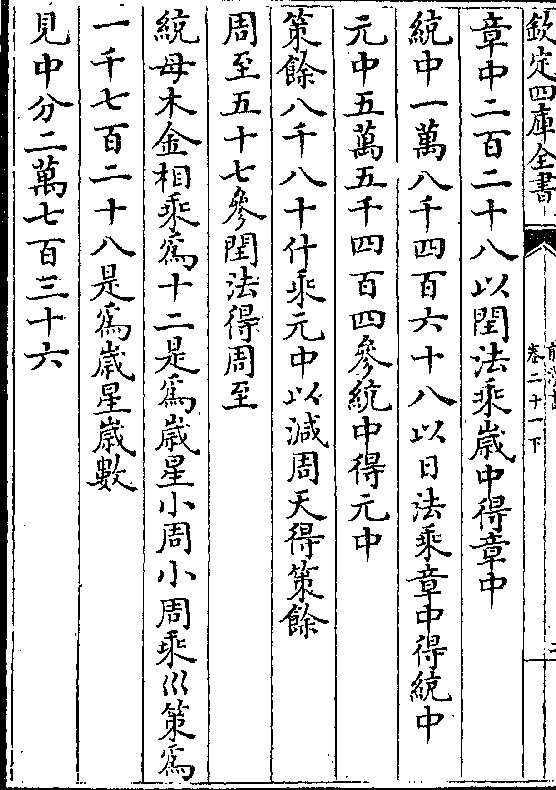 欽定四庫全書
卷二十一下
章中二百二十八以閏法乘歲中得章中
統中一萬八千四百六十八以日法乘章中得統中
元中五萬五千四百四參統中得元中
策餘八千八十什乘元中以減周天得策餘
周至五十七參閏法得周至
統母木金相乘爲十二是爲歲星小周小周乘巛策爲
一千七百二十八是爲歲星歲數
見中分二萬七百三十六